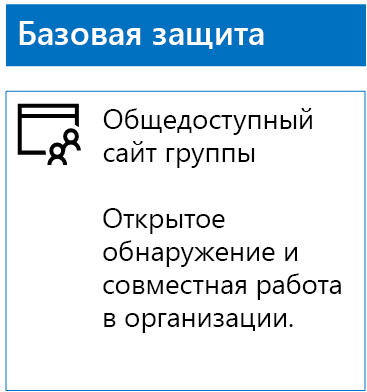 Базовая защита
Общедоступный
сайт группы
Открытое
обнаружение и
совместная работа
в организации.